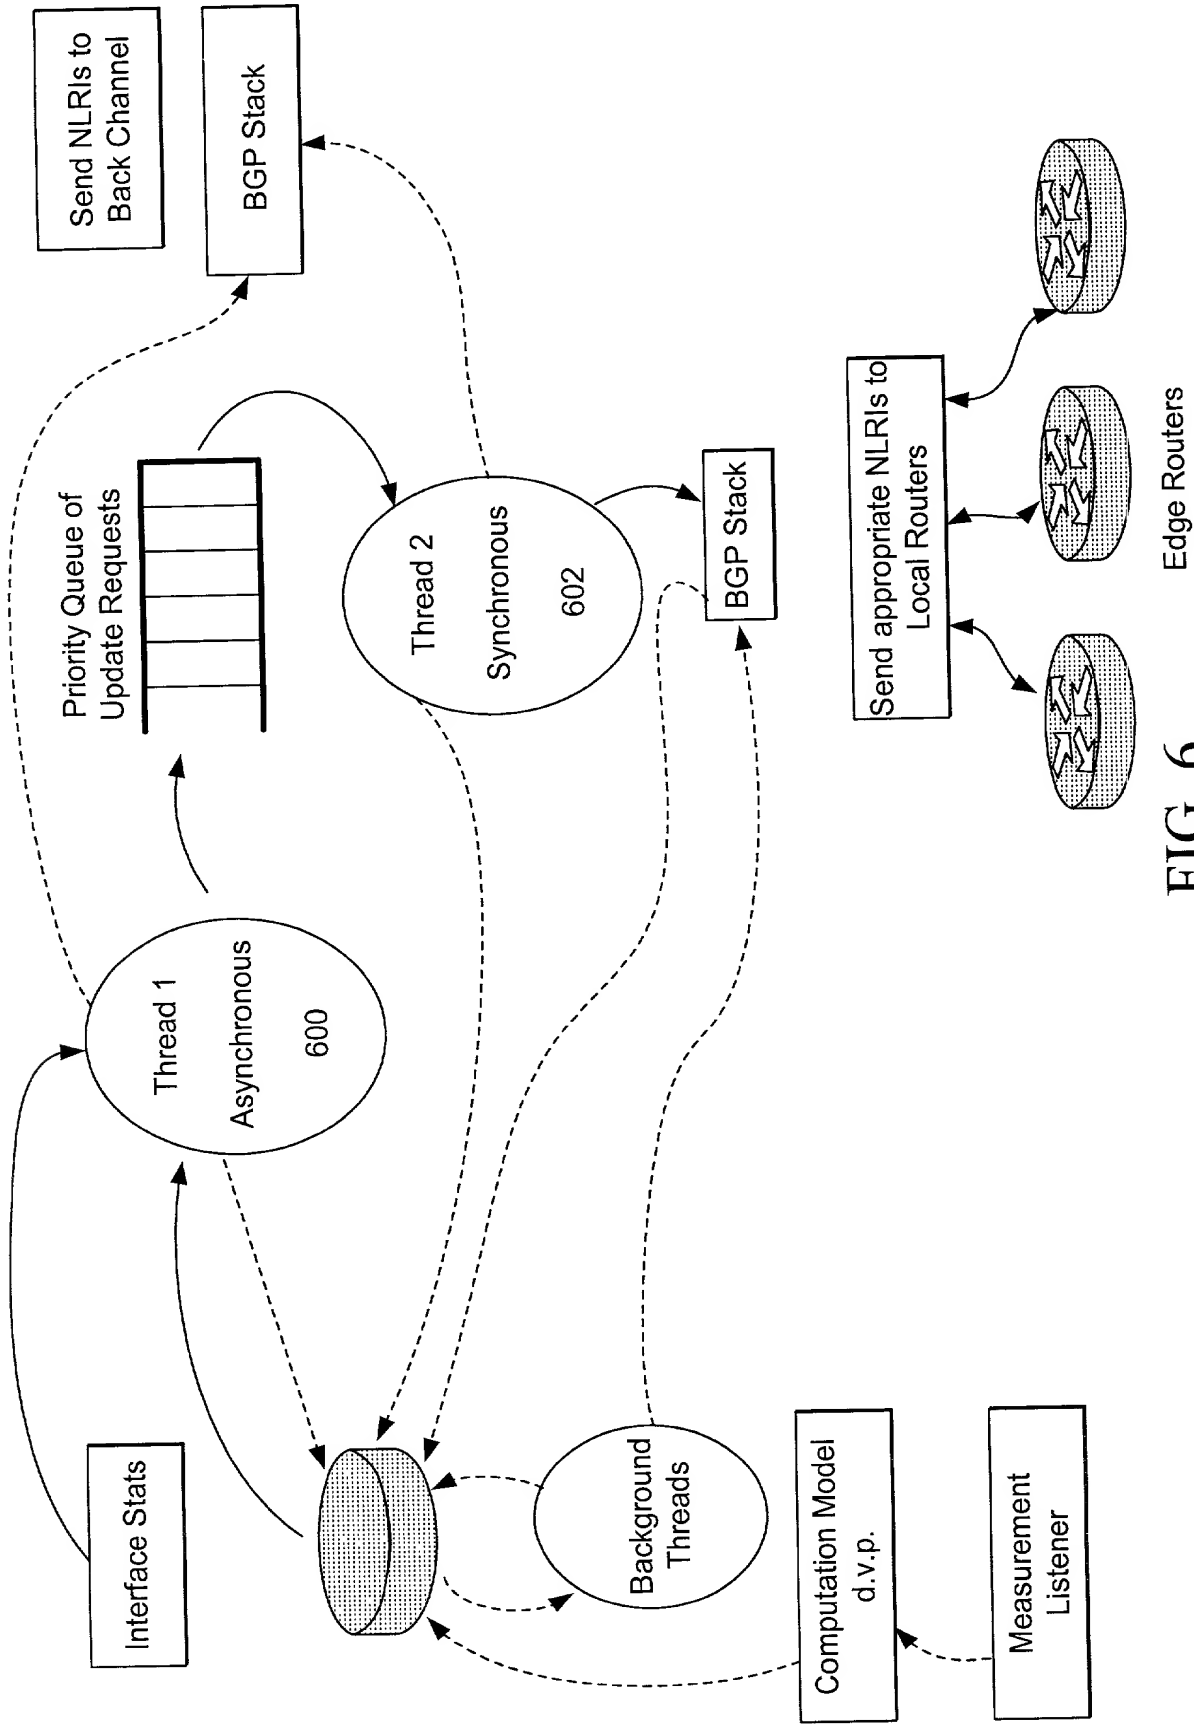 Send NLRIs to
Back Channel
BGP Stack
Priority Queue of
Update Requests
Interface Stats
Thread 1
Asynchronous
600
Thread 2
Synchronous
602
BGP Stack
Background
Threads
Computation Model
d.v.p.
Measurement
Listener
Send appropriate NLRIs to
Local Routers
Edge Routers
FIG. 6